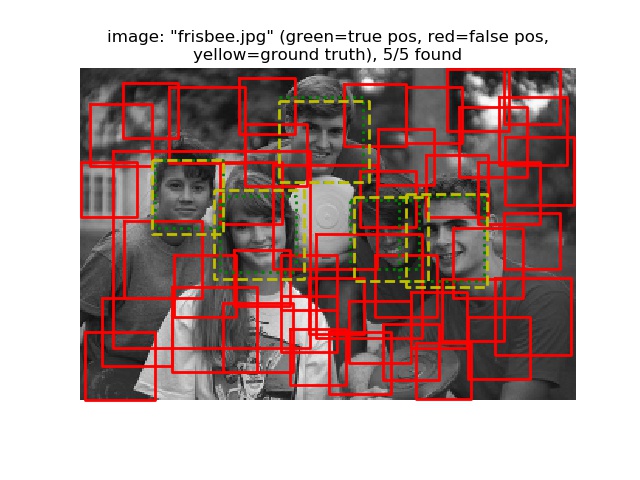 image: "frisbee.jpg" (green=true pos, red=false pos,
yellow=ground truth), 5/5 found